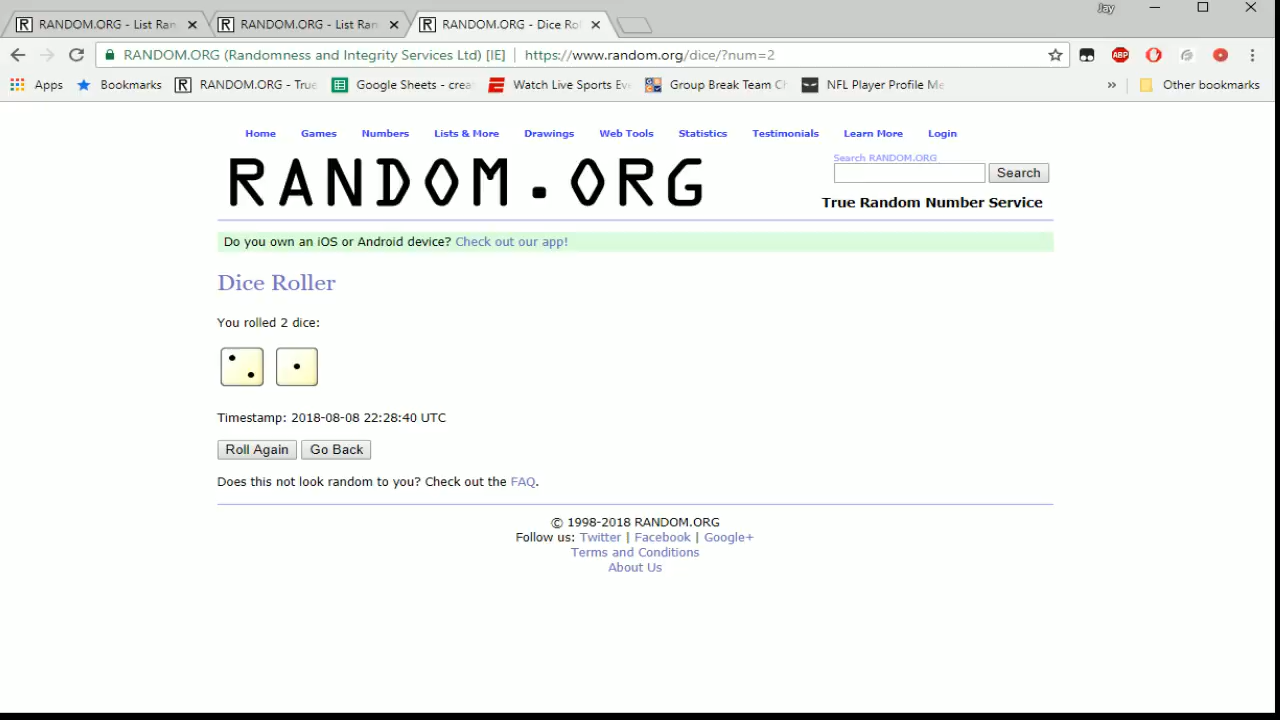 RANDOM.ORG - List Ran
RANDOM.ORG - List Ran
RANDOM.ORG - Dice Rol
Jay
RANDOM.ORG (Randomness and Integrity Services Ltd) [IE] | https://www.random.org/dice/?num=2
ABP
Apps Bookmarks RANDOM.ORG - True Google Sheets - crea Watch Live Sports Eve Group Break Team Ch NFL Player Profile Me » Other bookmarks
Home Games Numbers Lists & More Drawings Web Tools Statistics Testimonials Learn More Login
RANDOM.ORG
Search RANDOM.ORG
Search
True Random Number Service
Do you own an iOS or Android device? Check out our app!
Dice Roller
You rolled 2 dice:
Timestamp: 2018-08-08 22:28:40 UTC
Roll Again Go Back
Does this not look random to you? Check out the FAQ.
© 1998-2018 RANDOM.ORG
Follow us: Twitter | Facebook | Google+
Terms and Conditions
About Us